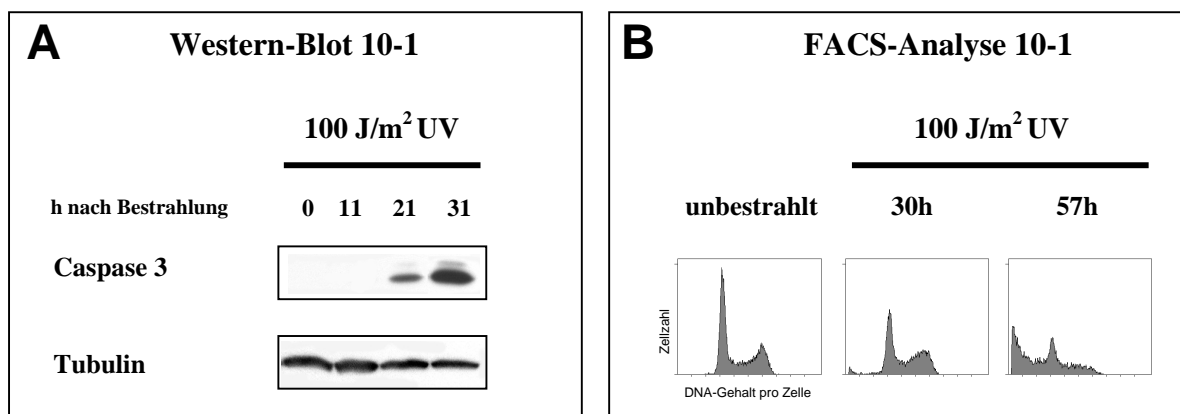 A
Western-Blot 10-1
100 J/m² UV
h nach Bestrahlung 0 11 21 31
Caspase 3
Tubulin
B
FACS-Analyse 10-1
100 J/m² UV
unbestrahlt 30h 57h
Zellzahl
DNA-Gehalt pro Zelle